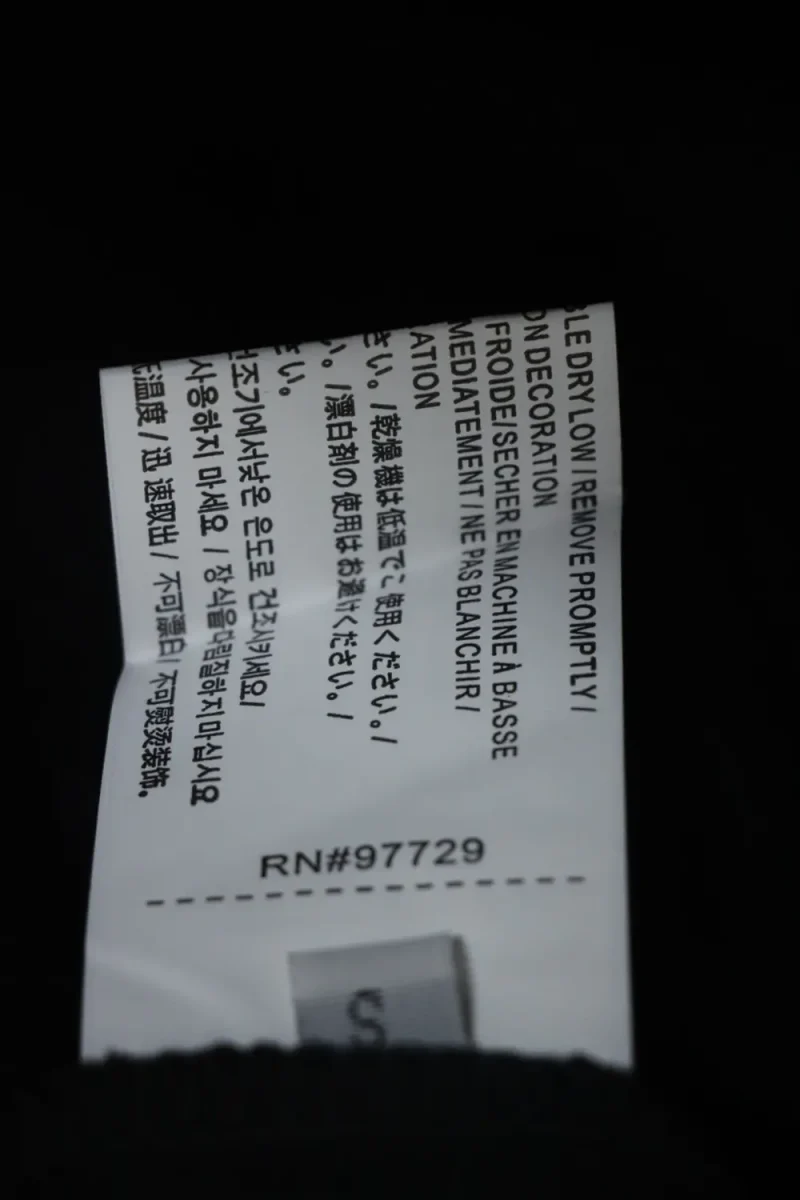 DRY LOW / REMOVE PROMPTLY /
DECORATION
FROIDE/SECHER EN MACHINE À BASSE
MEDIATEMENT / NE PAS BLANCHIR /
ATION
さい。/乾燥機は低温でご使用ください。/
い。/漂白剤の使用はお避けください。/
さい。
건조기에서낮은 온도로 건조시키세요/
사용하지 마세요 / 장식을다림질하지마십시요
低温度 / 迅 速取出 / 不可漂白/ 不可熨烫装饰。
RN#97729
S